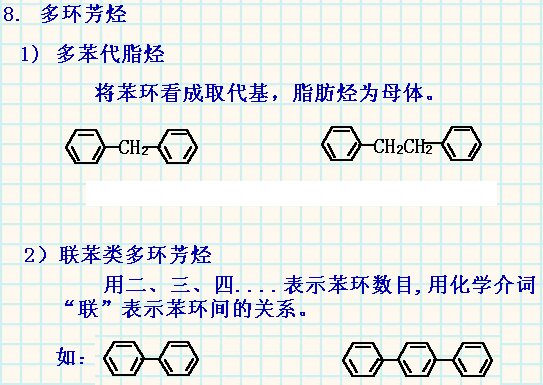 8. 多环芳烃
1) 多苯代脂烃
将苯环看成取代基，脂肪烃为母体。
CH2 CH2CH2
2) 联苯类多环芳烃
用二、三、四....表示苯环数目,用化学介词
“联”表示苯环间的关系。
如: